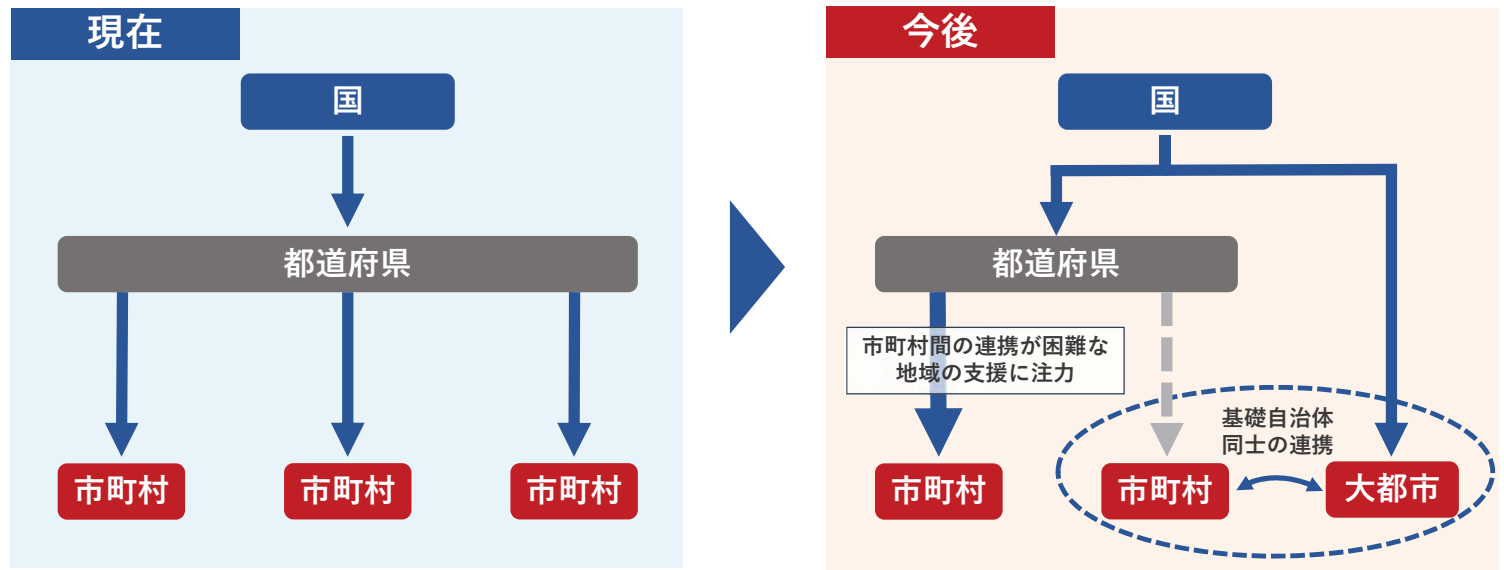 現在
国
都道府県
市町村
市町村
市町村
今後
国
都道府県
市町村間の連携が困難な
地域の支援に注力
基礎自治体
同士の連携
市町村
市町村
大都市